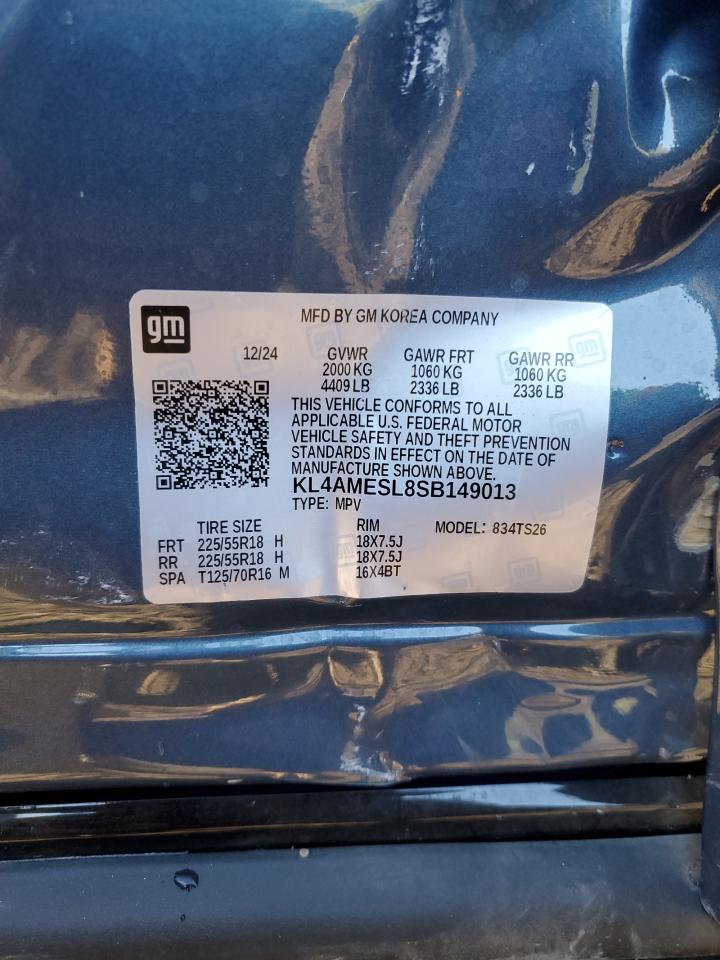 gm
MFD BY GM KOREA COMPANY
12/24 GVWR GAWR FRT GAWR RR
2000 KG 1060 KG 1060 KG
4409 LB 2336 LB 2336 LB
THIS VEHICLE CONFORMS TO ALL
APPLICABLE U.S. FEDERAL MOTOR
VEHICLE SAFETY AND THEFT PREVENTION
STANDARDS IN EFFECT ON THE DATE OF
MANUFACTURE SHOWN ABOVE.
KL4AMESL8SB149013
TYPE: MPV
TIRE SIZE RIM MODEL: 834TS26
FRT 225/55R18 H 18X7.5J
RR 225/55R18 H 18X7.5J
SPA T125/70R16 M 16X4BT